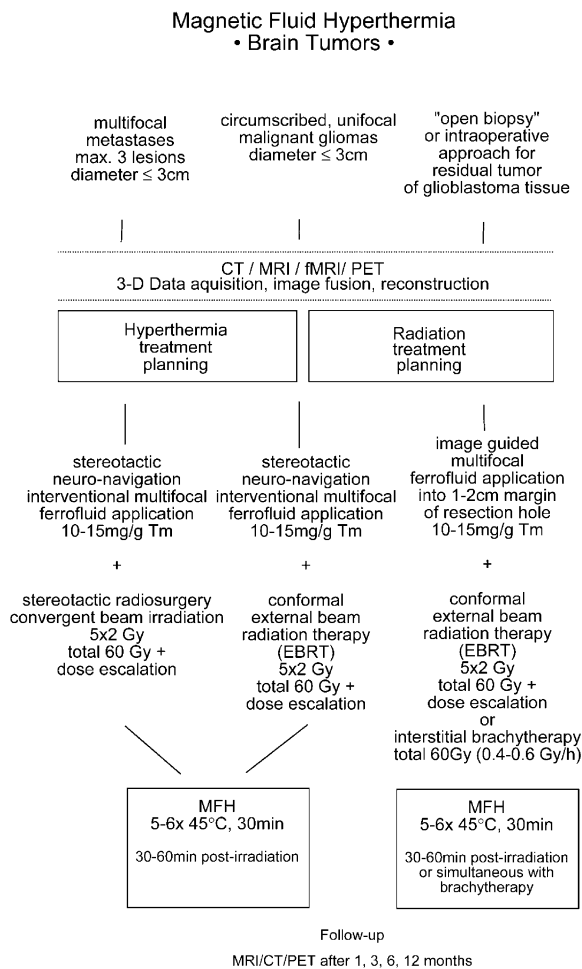 Magnetic Fluid Hyperthermia
• Brain Tumors •
multifocal
metastases
max. 3 lesions
diameter ≤ 3cm
circumscribed, unifocal
malignant gliomas
diameter ≤ 3cm
"open biopsy"
or intraoperative
approach for
residual tumor
of glioblastoma tissue
CT / MRI / fMRI/ PET
3-D Data aquisition, image fusion, reconstruction
Hyperthermia
treatment
planning
Radiation
treatment
planning
stereotactic
neuro-navigation
interventional multifocal
ferrofluid application
10-15mg/g Tm
+
stereotactic radiosurgery
convergent beam irradiation
5x2 Gy
total 60 Gy +
dose escalation
stereotactic
neuro-navigation
interventional multifocal
ferrofluid application
10-15mg/g Tm
+
conformal
external beam
radiation therapy
(EBRT)
5x2 Gy
total 60 Gy +
dose escalation
image guided
multifocal
ferrofluid application
into 1-2cm margin
of resection hole
10-15mg/g Tm
+
conformal
external beam
radiation therapy
(EBRT)
5x2 Gy
total 60 Gy +
dose escalation
or
interstitial brachytherapy
total 60Gy (0.4-0.6 Gy/h)
MFH
5-6x 45°C, 30min
30-60min post-irradiation
MFH
5-6x 45°C, 30min
30-60min post-irradiation
or simultaneous with
brachytherapy
Follow-up
MRI/CT/PET after 1, 3, 6, 12 months